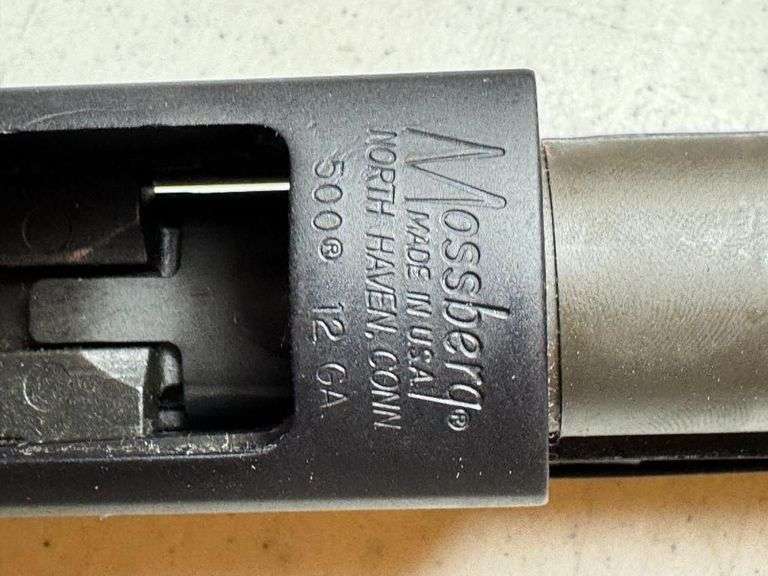 Mossberg®
MADE IN U.S.A.
NORTH HAVEN, CONN
500® 12 GA